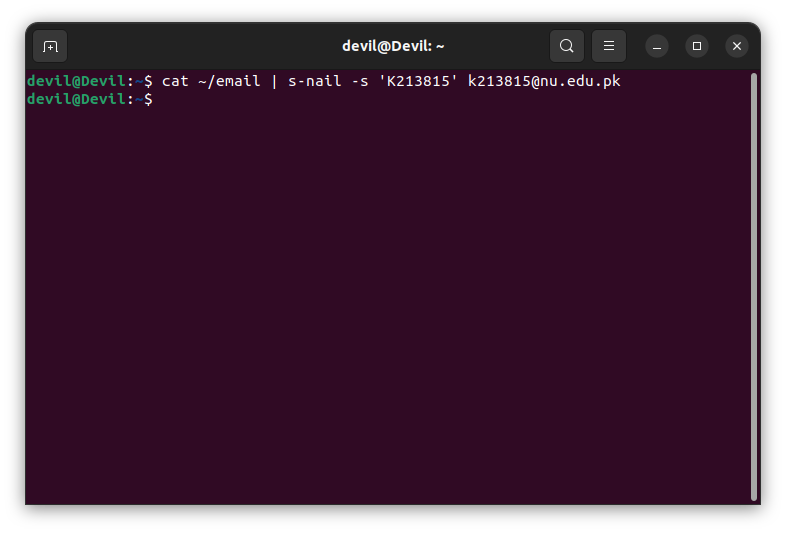 devil@Devil: ~
devil@Devil:~$ cat ~/email | s-nail -s 'K213815' k213815@nu.edu.pk
devil@Devil:~$